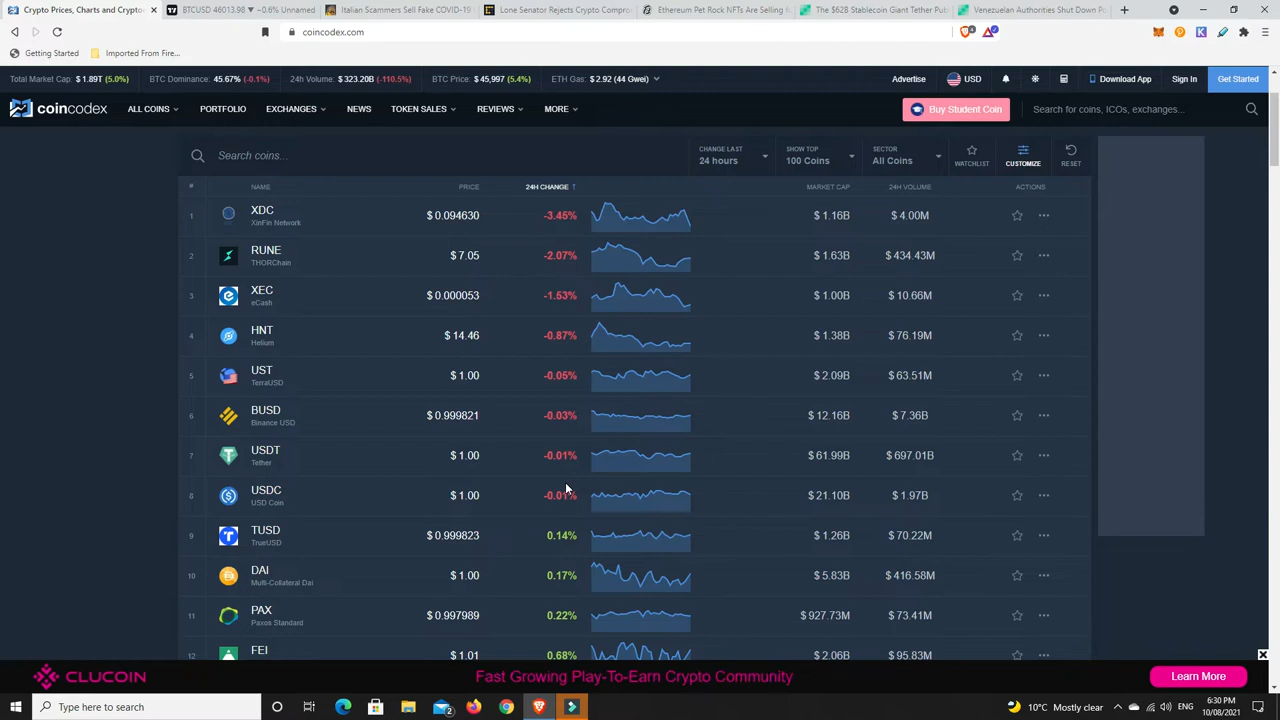 Crypto Prices, Charts and Crypto
BTCUSD 46013.98 ▼ −0.6% Unnamed
Italian Scammers Sell Fake COVID-19
Lone Senator Rejects Crypto Compro
Ethereum Pet Rock NFTs Are Selling
The $62B Stablecoin Giant Tether Pub
Venezuelan Authorities Shut Down Po
coincodex.com
Getting Started
Imported From Fire...
Total Market Cap: $ 1.89T (5.0%)
BTC Dominance: 45.67% (-0.1%)
24h Volume: $ 323.20B (-110.5%)
BTC Price: $ 45,997 (5.4%)
ETH Gas: $ 2.92 (44 Gwei)
Advertise
USD
Download App
Sign In
Get Started
coincodex
ALL COINS
PORTFOLIO
EXCHANGES
NEWS
TOKEN SALES
REVIEWS
MORE
Buy Student Coin
Search for coins, ICOs, exchanges...
Search coins...
CHANGE LAST
24 hours
SHOW TOP
100 Coins
SECTOR
All Coins
WATCHLIST
CUSTOMIZE
RESET
# NAME PRICE 24H CHANGE ↑ MARKET CAP 24H VOLUME ACTIONS
1 XDC $ 0.094630 -3.45% $ 1.16B $ 4.00M
XinFin Network
2 RUNE $ 7.05 -2.07% $ 1.63B $ 434.43M
THORChain
3 XEC $ 0.000053 -1.53% $ 1.00B $ 10.66M
eCash
4 HNT $ 14.46 -0.87% $ 1.38B $ 76.19M
Helium
5 UST $ 1.00 -0.05% $ 2.09B $ 63.51M
TerraUSD
6 BUSD $ 0.999821 -0.03% $ 12.16B $ 7.36B
Binance USD
7 USDT $ 1.00 -0.01% $ 61.99B $ 697.01B
Tether
8 USDC $ 1.00 -0.01% $ 21.10B $ 1.97B
USD Coin
9 TUSD $ 0.999823 0.14% $ 1.26B $ 70.22M
TrueUSD
10 DAI $ 1.00 0.17% $ 5.83B $ 416.58M
Multi-Collateral Dai
11 PAX $ 0.997989 0.22% $ 927.73M $ 73.41M
Paxos Standard
12 FEI $ 1.01 0.68% $ 2.06B $ 95.83M
CLUCOIN
Fast Growing Play-To-Earn Crypto Community
Learn More
Type here to search
10°C Mostly clear
6:30 PM
10/08/2021